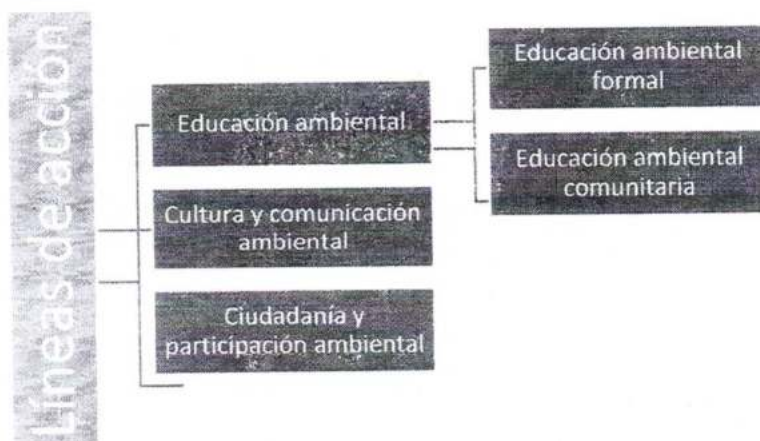 Líneas de acción
Educación ambiental
Educación ambiental
formal
Educación ambiental
comunitaria
Cultura y comunicación
ambiental
Ciudadanía y
participación ambiental